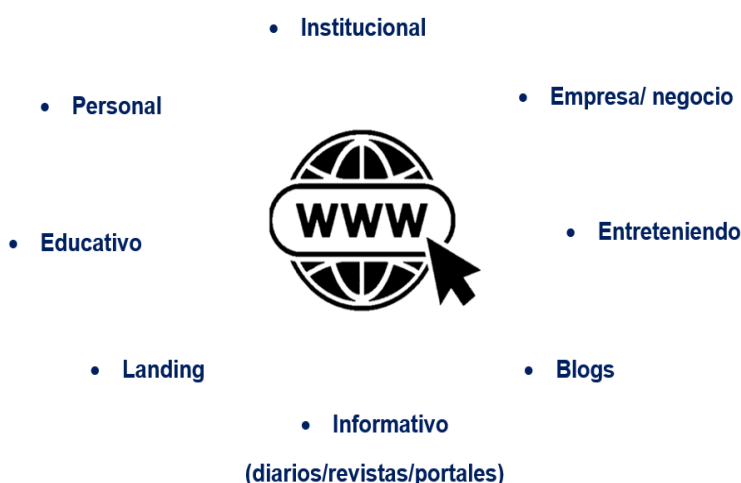 • Institucional
• Personal
• Empresa/ negocio
WWW
• Educativo
• Entreteniendo
• Landing
• Blogs
• Informativo
(diarios/revistas/portales)